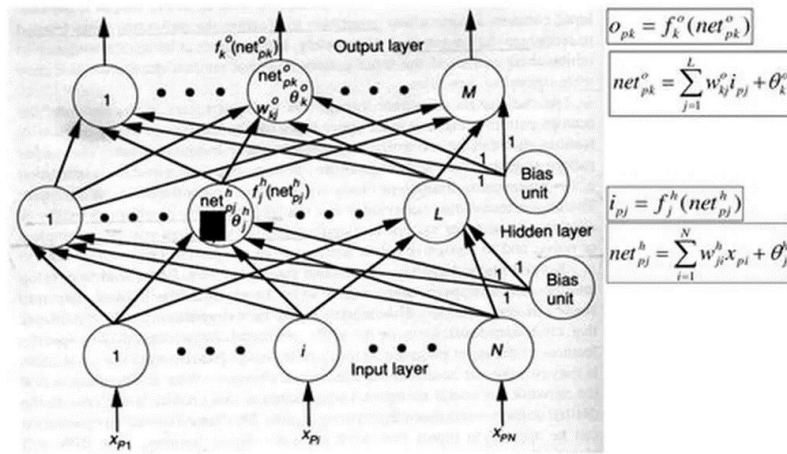 f_k^o(net_pk^o)
Output layer
1
net_pk^o
w_kj^o θ_k^o
M
1 1 1
Bias unit
1
net_pj^h
θ_j^h
f_j^h(net_pj^h)
L
Hidden layer
1 1 1
Bias unit
1
i
N
Input layer
x_p1
x_pi
x_pN
o_pk = f_k^o(net_pk^o)
net_pk^o = ∑_{j=1}^{L} w_kj^o i_pj + θ_k^o
i_pj = f_j^h(net_pj^h)
net_pj^h = ∑_{i=1}^{N} w_ji^h x_pi + θ_j^h